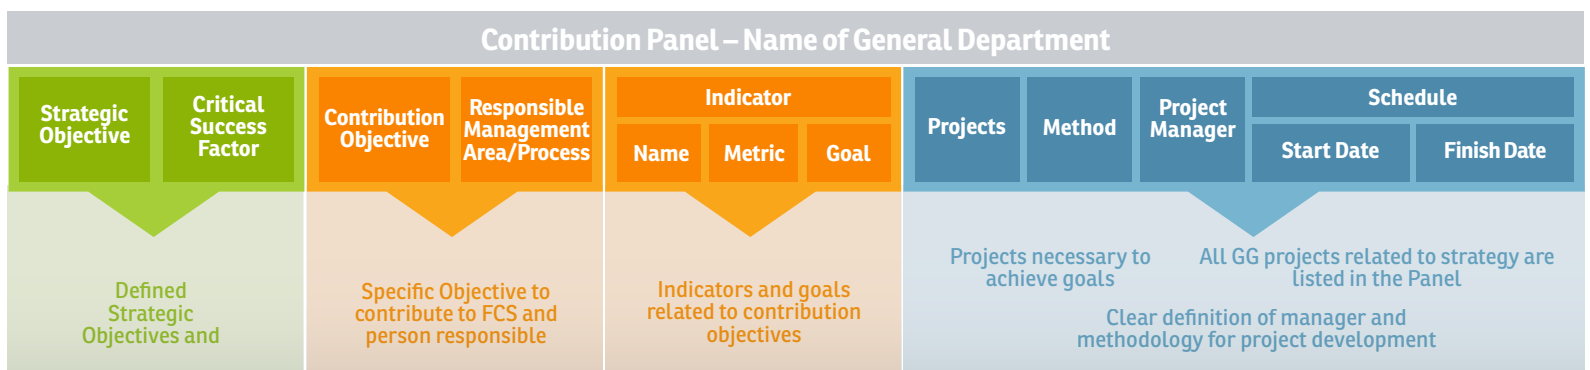 Contribution Panel – Name of General Department
Strategic
Objective
Critical
Success
Factor
Contribution
Objective
Responsible
Management
Area/Process
Indicator
Name
Metric
Goal
Projects
Method
Project
Manager
Schedule
Start Date
Finish Date
Defined
Strategic
Objectives and
Specific Objective to
contribute to FCS and
person responsible
Indicators and goals
related to contribution
objectives
Projects necessary to
achieve goals
All GG projects related to strategy are
listed in the Panel
Clear definition of manager and
methodology for project development